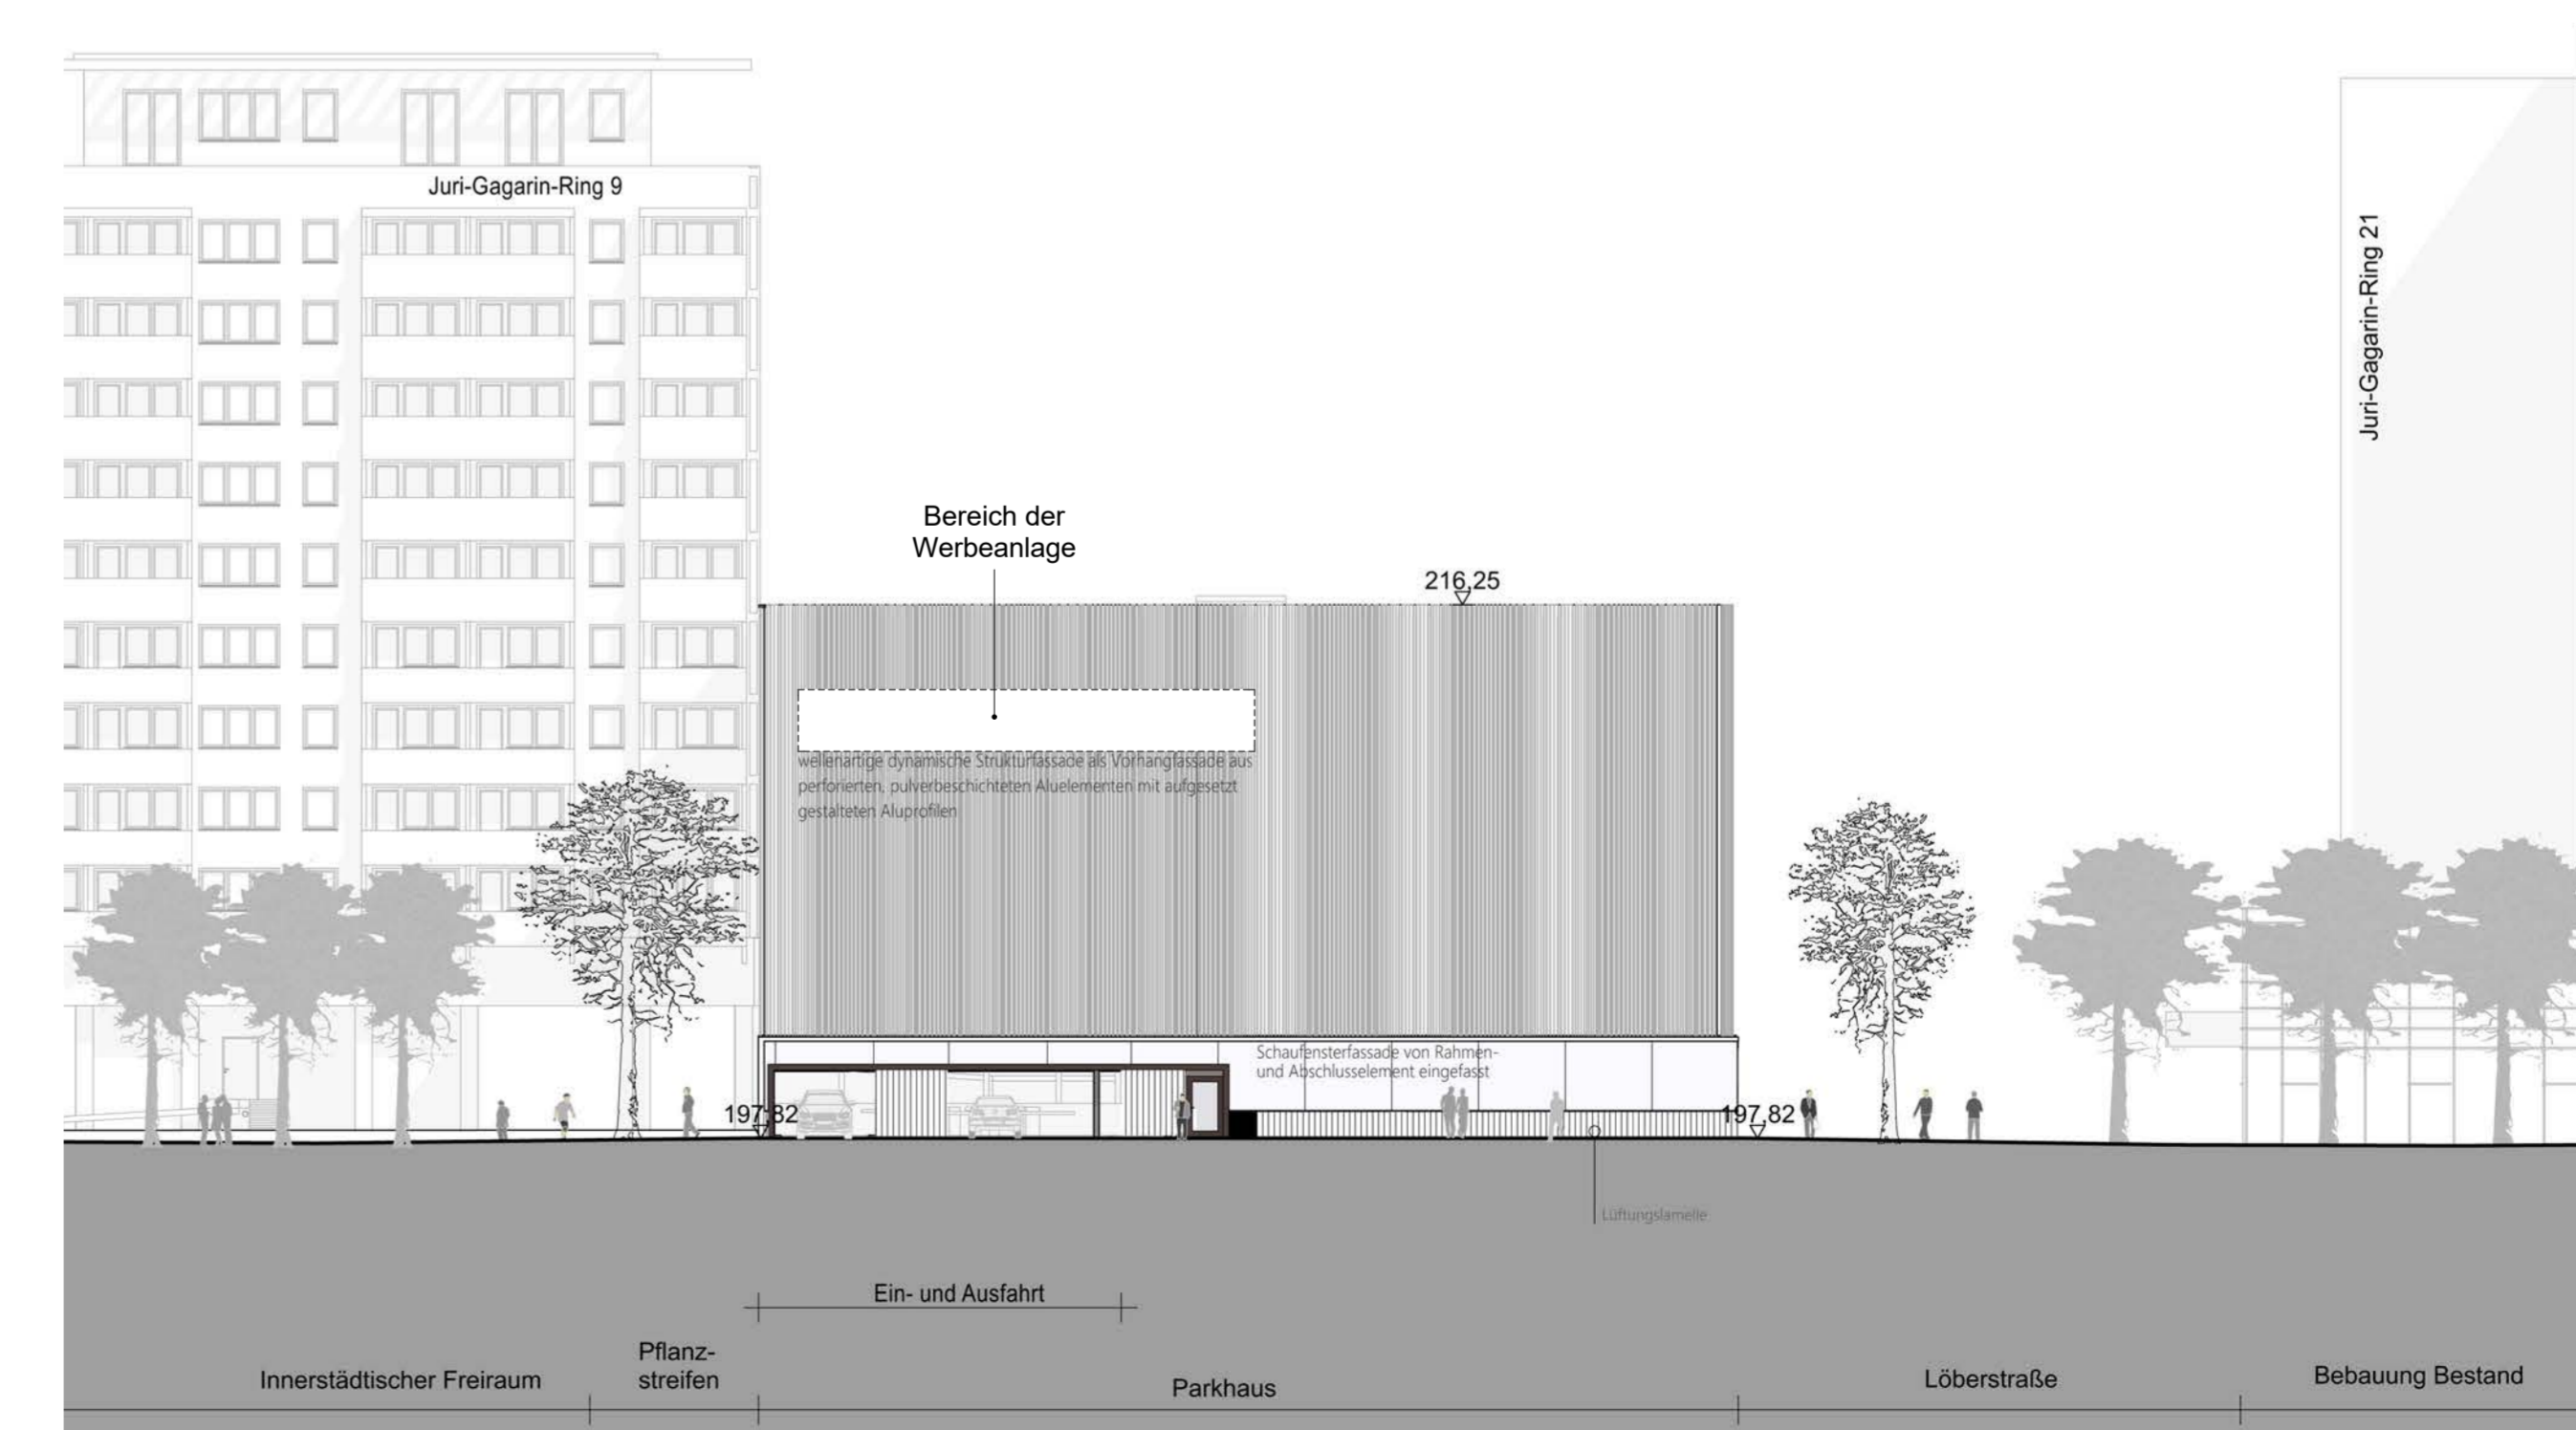 Juri-Gagarin-Ring 9
Juri-Gagarin-Ring 21
Bereich der
Werbeanlage
216,25
wellenartige dynamische Strukturfassade als Vorhangfassade aus
perforierten, pulverbeschichteten Aluelementen mit aufgesetzt
gestalteten Aluprofilen
Schaufensterfassade von Rahmen-
und Abschlusselement eingefasst
197,82
197,82
Lüftungslamelle
Ein- und Ausfahrt
Pflanz-
streifen
Innerstädtischer Freiraum
Parkhaus
Löberstraße
Bebauung Bestand